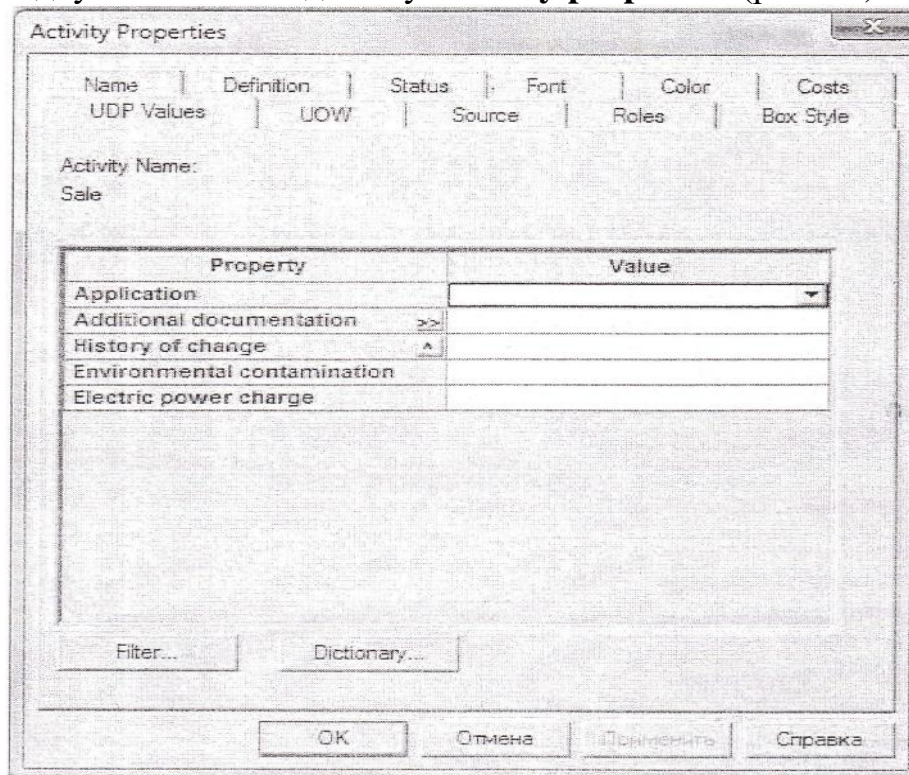 Activity Properties
Name Definition Status Font Color Costs
UDP Values UOW Source Roles Box Style
Activity Name:
Sale
Property Value
Application
Additional documentation >>
History of change ^
Environmental contamination
Electric power charge
Filter... Dictionary...
OK Отмена Применить Справка